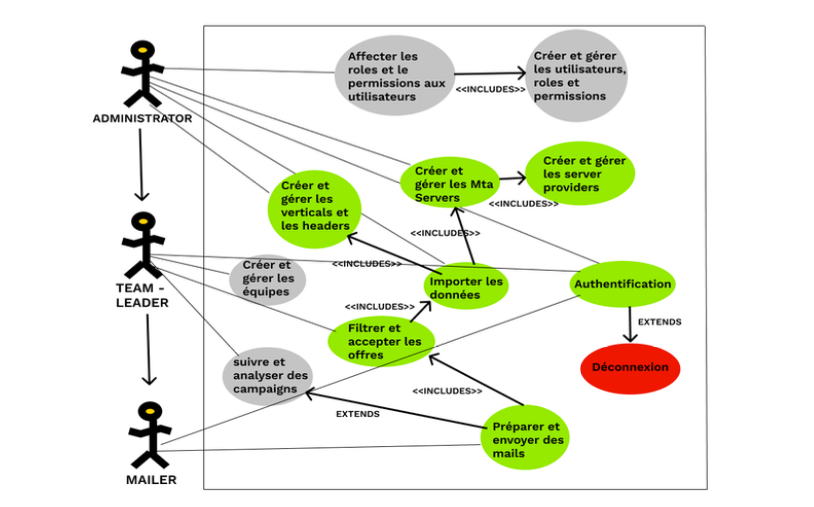 Affecter les
roles et le
permissions aux
utilisateurs
<<INCLUDES>>
Créer et gérer
les utilisateurs,
roles et
permissions
ADMINISTRATOR
Créer et
gérer les Mta
Servers
<<INCLUDES>>
Créer et gérer
les server
providers
Créer et
gérer les
verticals et
les headers
<<INCLUDES>>
<<INCLUDES>>
TEAM -
LEADER
Créer et
gérer les
équipes
Importer les
données
Authentification
<<INCLUDES>>
EXTENDS
Filtrer et
accepter les
offres
suivre et
analyser des
campaigns
Déconnexion
<<INCLUDES>>
EXTENDS
Préparer et
envoyer des
mails
MAILER